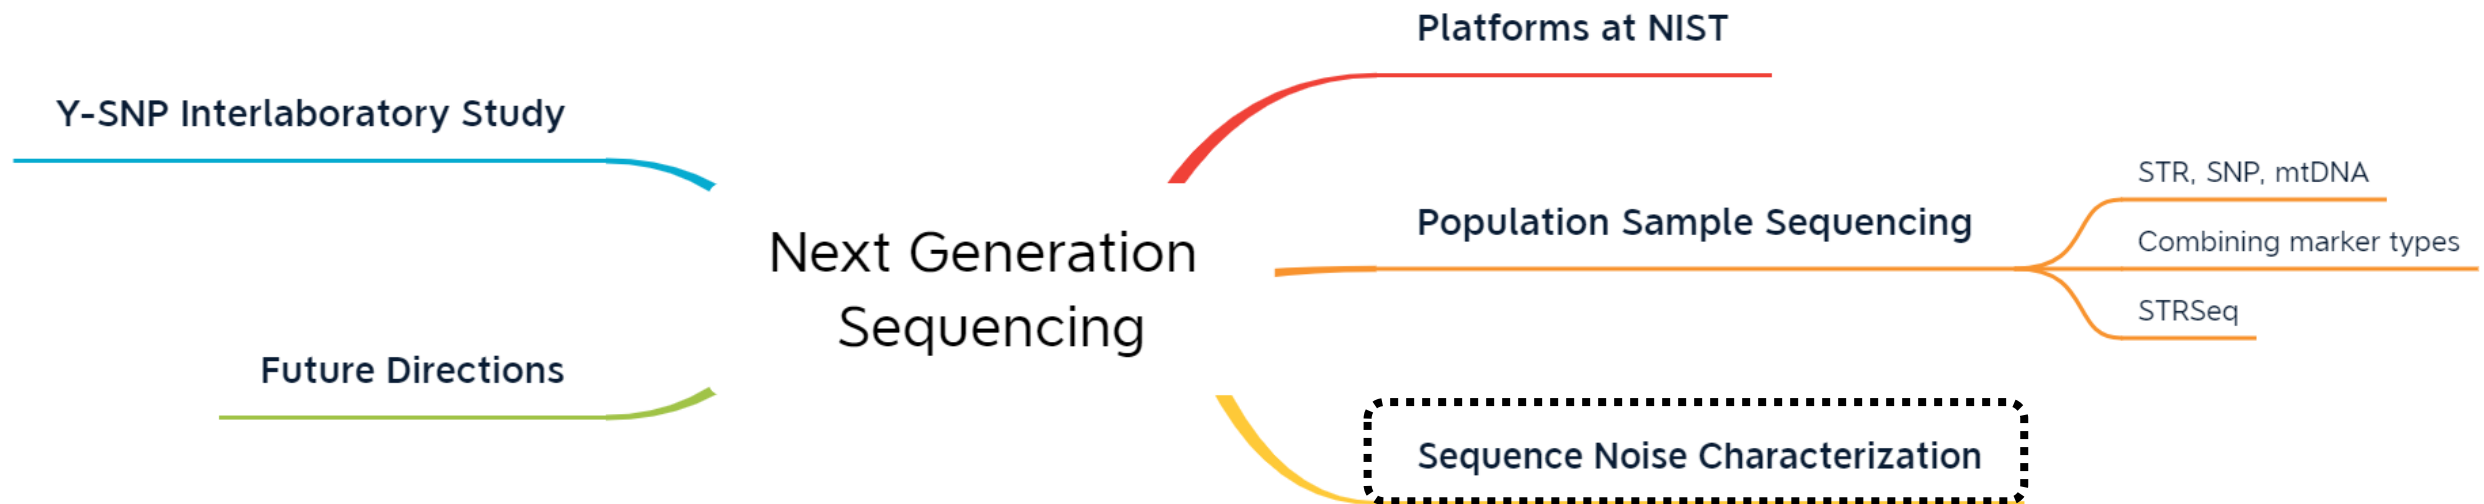 Platforms at NIST
Y-SNP Interlaboratory Study
STR, SNP, mtDNA
Population Sample Sequencing
Combining marker types
STRSeq
Next Generation
Sequencing
Future Directions
Sequence Noise Characterization